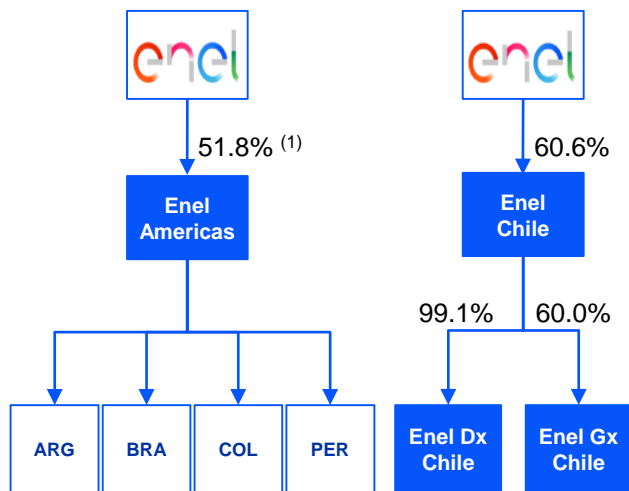 enel enel
51.8% (1) 60.6%
Enel
Americas
Enel
Chile
99.1% 60.0%
ARG BRA COL PER
Enel Dx
Chile
Enel Gx
Chile